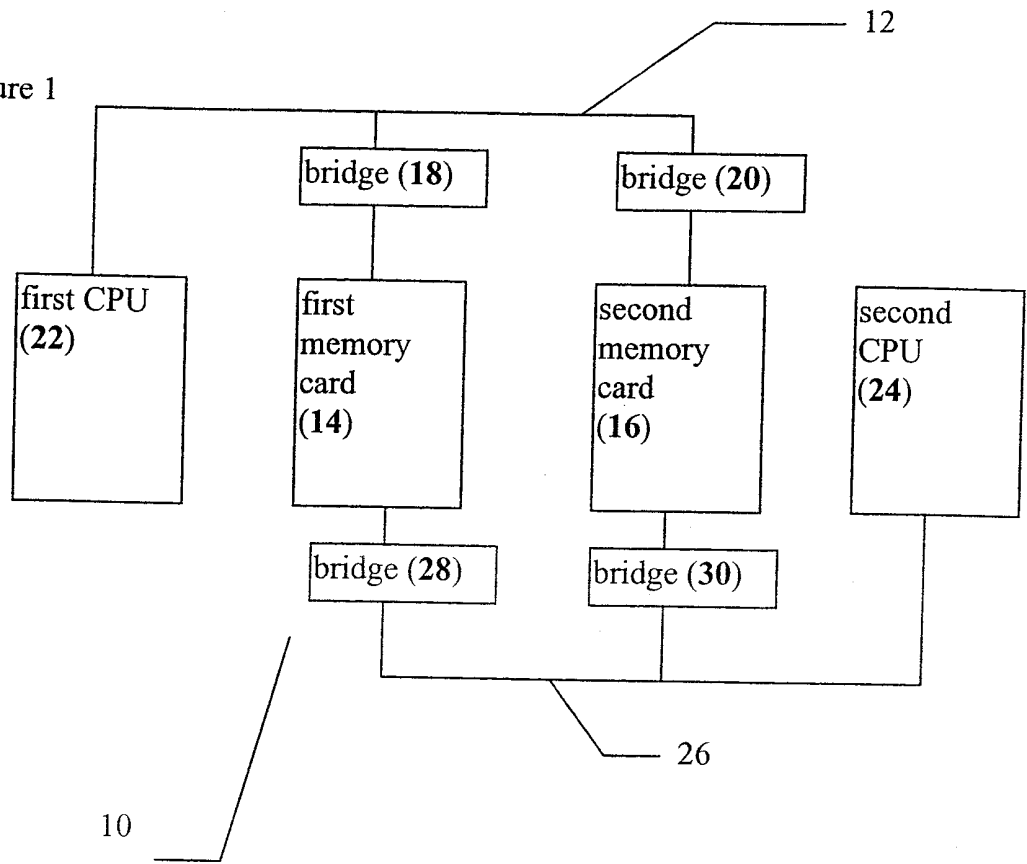 12
ure 1
bridge (18)
bridge (20)
first CPU
(22)
first
memory
card
(14)
second
memory
card
(16)
second
CPU
(24)
bridge (28)
bridge (30)
26
10